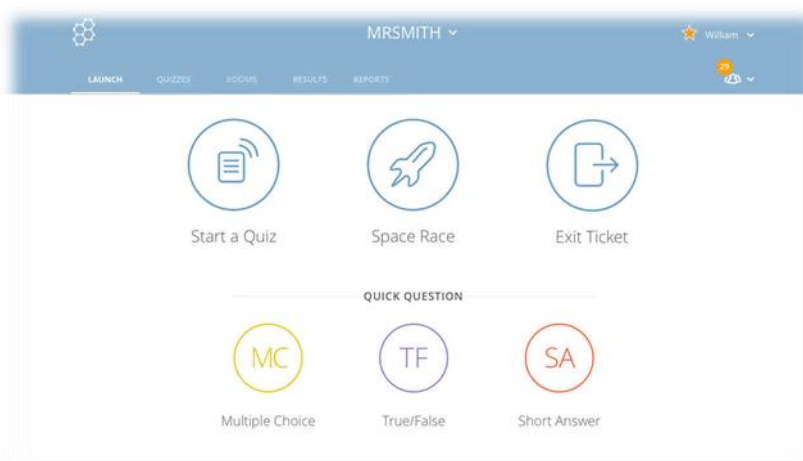 MRSMITH
William
LAUNCH QUIZZES ROOMS RESULTS REPORTS
29
Start a Quiz Space Race Exit Ticket
QUICK QUESTION
MC TF SA
Multiple Choice True/False Short Answer